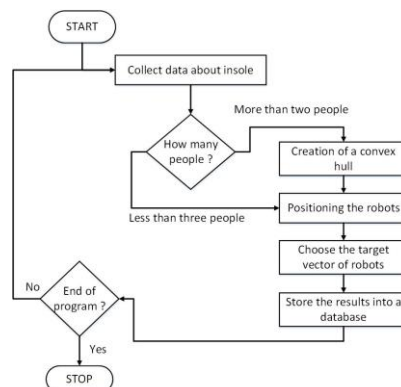 START
Collect data about insole
More than two people
How many
people ?
Creation of a convex
hull
Less than three people
Positioning the robots
Choose the target
vector of robots
No
End of
program ?
Store the results into a
database
Yes
STOP